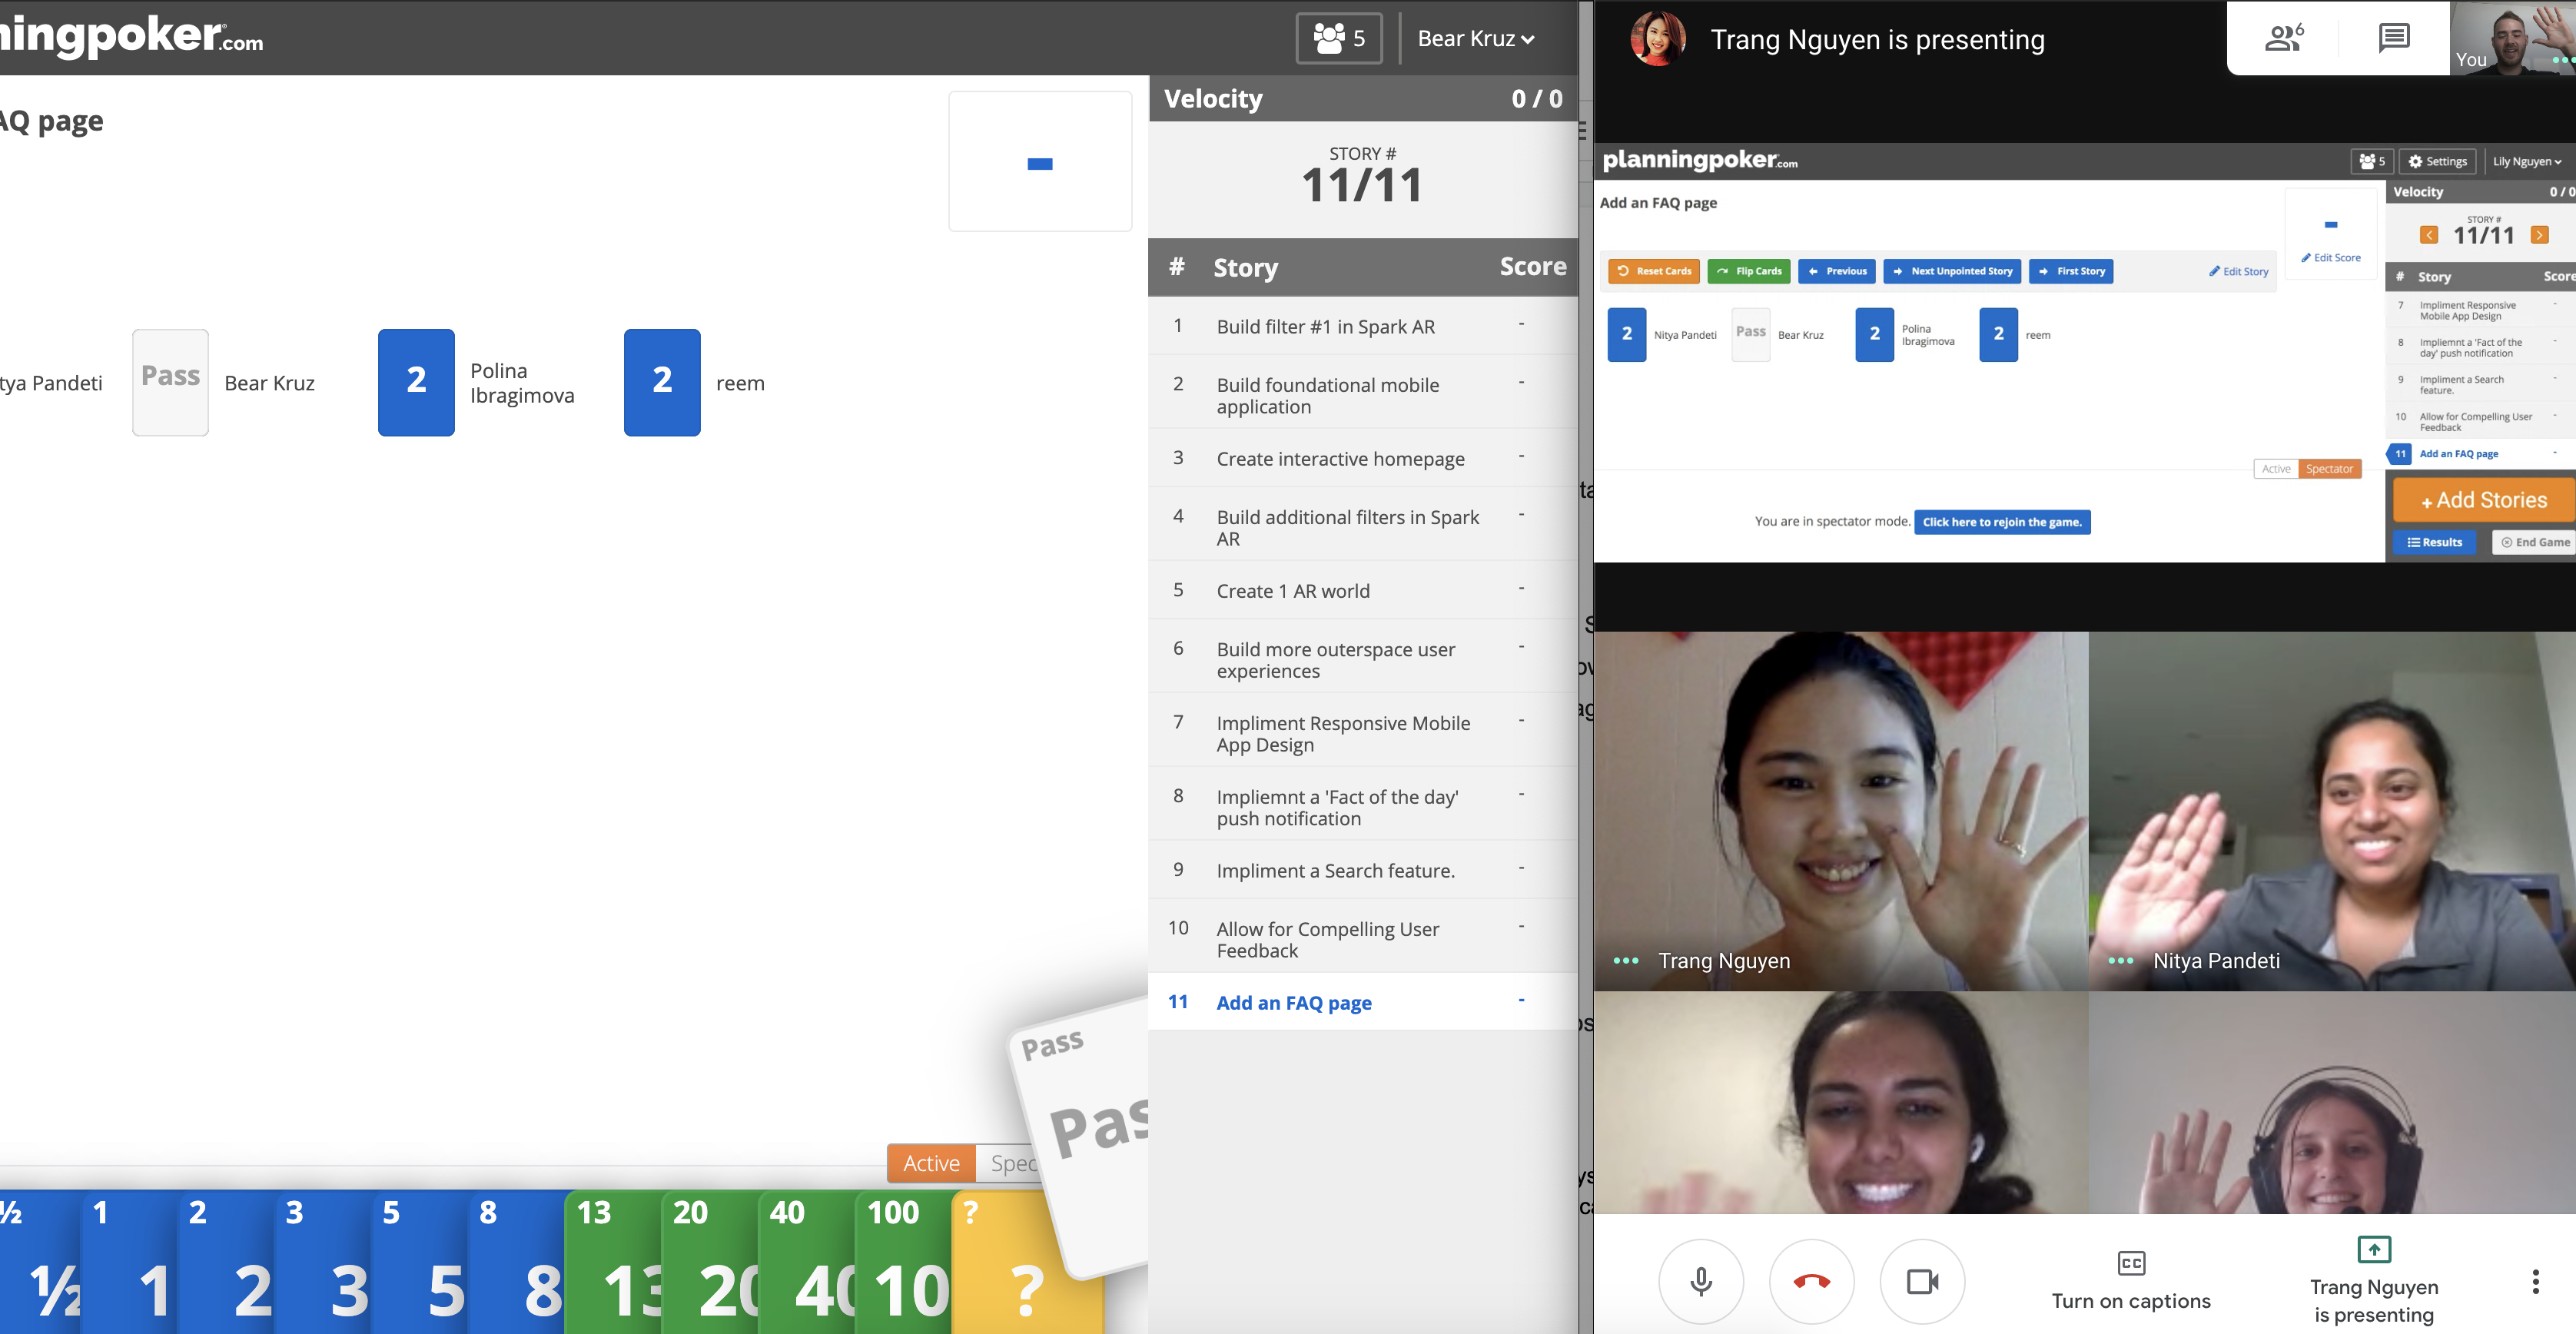 ningpoker.com
5
Bear Kruz
AQ page
-
tya Pandeti
Pass
Bear Kruz
2
Polina
Ibragimova
2
reem
Active
Spec
Pass
Pas
½
½
1
1
2
2
3
3
5
5
8
8
13
13
20
20
40
40
100
10
?
?
Velocity 0 / 0
STORY #
11/11
# Story Score
1 Build filter #1 in Spark AR -
2 Build foundational mobile -
application
3 Create interactive homepage -
4 Build additional filters in Spark -
AR
5 Create 1 AR world -
6 Build more outerspace user -
experiences
7 Impliment Responsive Mobile -
App Design
8 Impliemnt a 'Fact of the day' -
push notification
9 Impliment a Search feature. -
10 Allow for Compelling User -
Feedback
11 Add an FAQ page -
Trang Nguyen is presenting
6
You
planningpoker.com
5
Settings
Lily Nguyen
Add an FAQ page
-
Edit Score
Reset Cards
Flip Cards
Previous
Next Unpointed Story
First Story
Edit Story
2
Nitya Pandeti
Pass
Bear Kruz
2
Polina
Ibragimova
2
reem
Active
Spectator
You are in spectator mode. Click here to rejoin the game.
Velocity 0 / 0
STORY #
11/11
# Story Score
7 Impliment Responsive -
Mobile App Design
8 Impliemnt a 'Fact of the -
day' push notification
9 Impliment a Search -
feature.
10 Allow for Compelling User -
Feedback
11 Add an FAQ page -
+ Add Stories
Results
End Game
Trang Nguyen
Nitya Pandeti
CC
Turn on captions
Trang Nguyen
is presenting